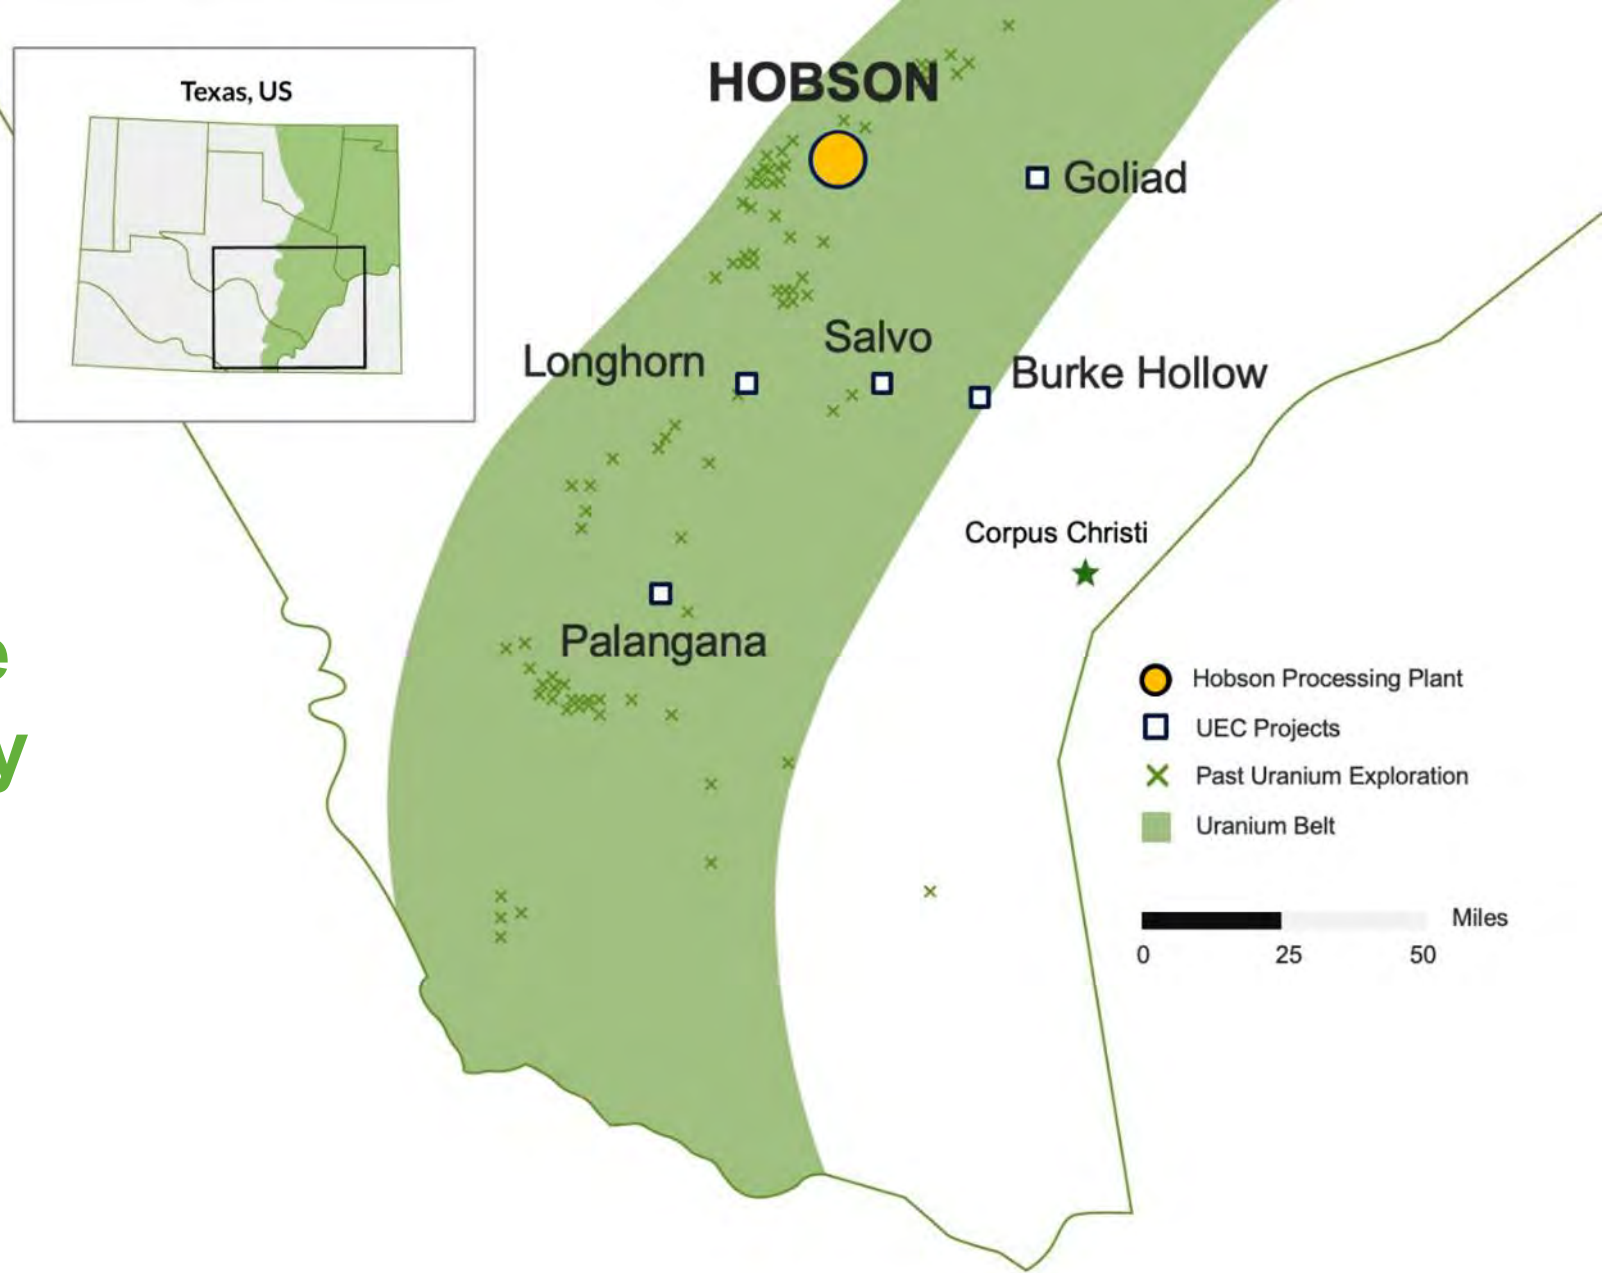 Texas, US
HOBSON
Goliad
Salvo
Longhorn
Burke Hollow
Corpus Christi
Palangana
Hobson Processing Plant
UEC Projects
Past Uranium Exploration
Uranium Belt
Miles
0 25 50